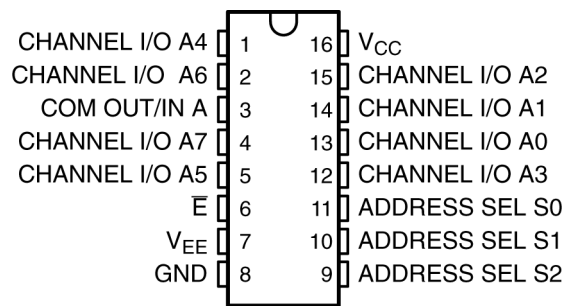 CHANNEL I/O A4 1 16 VCC
CHANNEL I/O A6 2 15 CHANNEL I/O A2
COM OUT/IN A 3 14 CHANNEL I/O A1
CHANNEL I/O A7 4 13 CHANNEL I/O A0
CHANNEL I/O A5 5 12 CHANNEL I/O A3
E̅ 6 11 ADDRESS SEL S0
VEE 7 10 ADDRESS SEL S1
GND 8 9 ADDRESS SEL S2